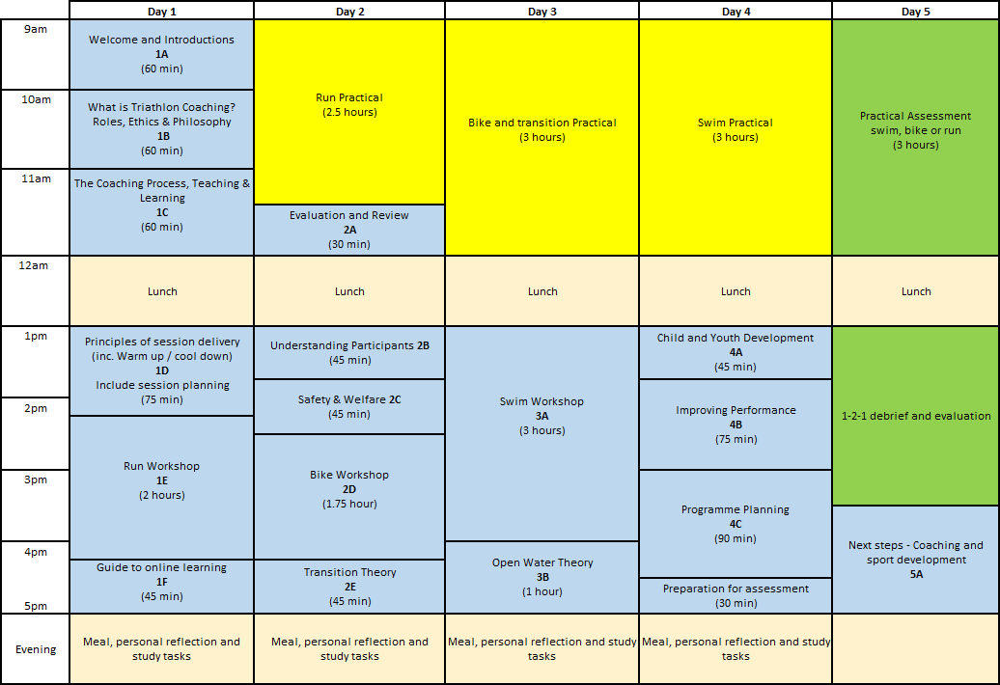 Day 1
Day 2
Day 3
Day 4
Day 5
9am
Welcome and Introductions
1A
(60 min)
Run Practical
(2.5 hours)
Bike and transition Practical
(3 hours)
Swim Practical
(3 hours)
Practical Assessment
swim, bike or run
(3 hours)
10am
What is Triathlon Coaching?
Roles, Ethics & Philosophy
1B
(60 min)
11am
The Coaching Process, Teaching &
Learning
1C
(60 min)
Evaluation and Review
2A
(30 min)
12am
Lunch
Lunch
Lunch
Lunch
Lunch
1pm
Principles of session delivery
(inc. Warm up / cool down)
1D
Include session planning
(75 min)
Understanding Participants 2B
(45 min)
Swim Workshop
3A
(3 hours)
Child and Youth Development
4A
(45 min)
1-2-1 debrief and evaluation
2pm
Safety & Welfare 2C
(45 min)
Improving Performance
4B
(75 min)
Run Workshop
1E
(2 hours)
Bike Workshop
2D
(1.75 hour)
3pm
Programme Planning
4C
(90 min)
4pm
Guide to online learning
1F
(45 min)
Transition Theory
2E
(45 min)
Open Water Theory
3B
(1 hour)
Next steps - Coaching and
sport development
5A
Preparation for assessment
(30 min)
5pm
Evening
Meal, personal reflection and
study tasks
Meal, personal reflection and
study tasks
Meal, personal reflection and study
tasks
Meal, personal reflection and study
tasks